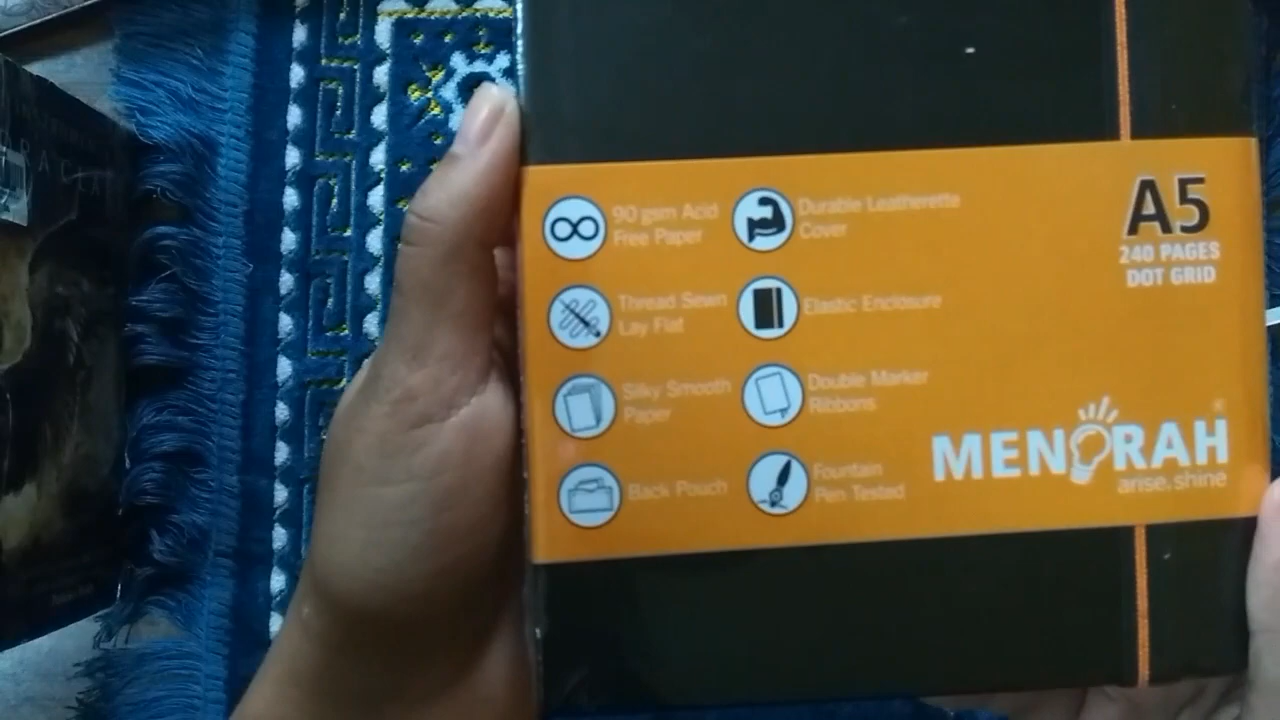 90 gsm Acid
Free Paper
Thread Sewn
Lay Flat
Silky Smooth
Paper
Back Pouch
Durable Leatherette
Cover
Elastic Enclosure
Double Marker
Ribbons
Fountain
Pen Tested
A5
240 PAGES
DOT GRID
MENORAH®
arise.shine